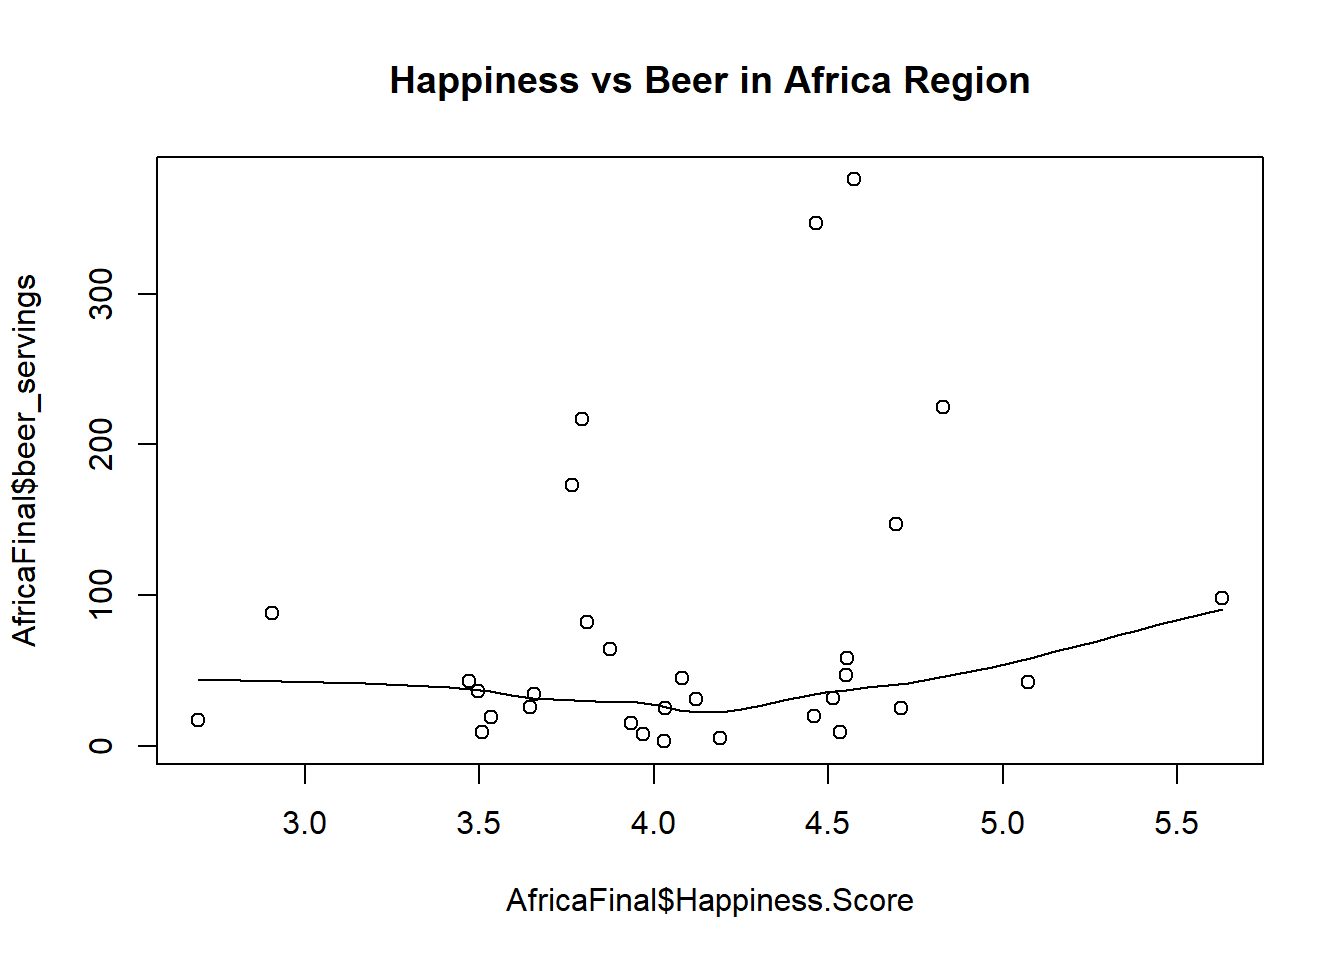 Happiness vs Beer in Africa Region
AfricaFinal$beer_servings
300
200
100
0
3.0 3.5 4.0 4.5 5.0 5.5
AfricaFinal$Happiness.Score